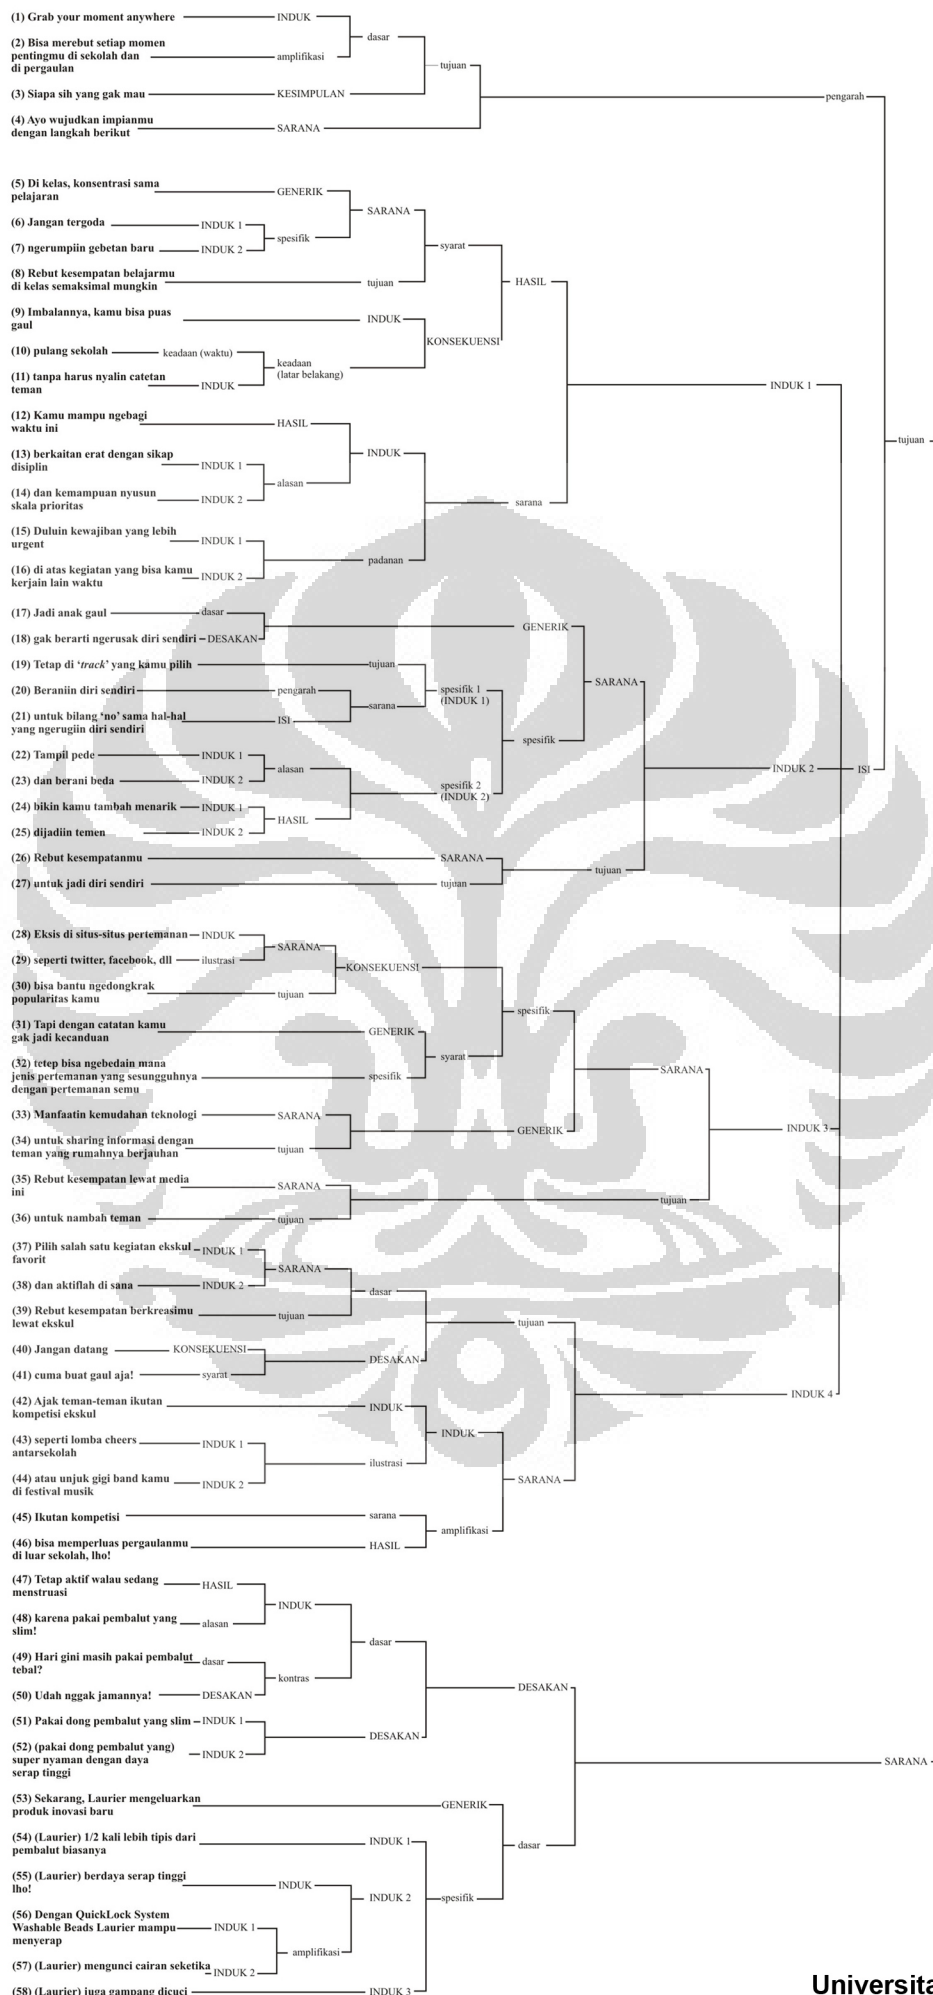 (1) Grab your moment anywhere
INDUK
dasar
(2) Bisa merebut setiap momen
pentingmu di sekolah dan
di pergaulan
amplifikasi
tujuan
(3) Siapa sih yang gak mau
KESIMPULAN
pengarah
(4) Ayo wujudkan impianmu
dengan langkah berikut
SARANA
(5) Di kelas, konsentrasi sama
pelajaran
GENERIK
SARANA
(6) Jangan tergoda
INDUK 1
spesifik
(7) ngerumpiin gebetan baru
INDUK 2
syarat
(8) Rebut kesempatan belajarmu
di kelas semaksimal mungkin
tujuan
HASIL
(9) Imbalannya, kamu bisa puas
gaul
INDUK
KONSEKUENSI
(10) pulang sekolah
keadaan (waktu)
keadaan
(latar belakang)
(11) tanpa harus nyalin catetan
teman
INDUK
INDUK 1
(12) Kamu mampu ngebagi
waktu ini
HASIL
INDUK
tujuan
(13) berkaitan erat dengan sikap
disiplin
INDUK 1
alasan
(14) dan kemampuan nyusun
skala prioritas
INDUK 2
sarana
(15) Duluin kewajiban yang lebih
urgent
INDUK 1
padanan
(16) di atas kegiatan yang bisa kamu
kerjain lain waktu
INDUK 2
(17) Jadi anak gaul
dasar
GENERIK
(18) gak berarti ngerusak diri sendiri
DESAKAN
(19) Tetap di ‘track’ yang kamu pilih
tujuan
SARANA
(20) Beraniin diri sendiri
pengarah
sarana
spesifik 1
(INDUK 1)
(21) untuk bilang ‘no’ sama hal-hal
yang ngerugiin diri sendiri
ISI
spesifik
(22) Tampil pede
INDUK 1
alasan
INDUK 2
ISI
(23) dan berani beda
INDUK 2
spesifik 2
(INDUK 2)
(24) bikin kamu tambah menarik
INDUK 1
HASIL
(25) dijadiin temen
INDUK 2
(26) Rebut kesempatanmu
SARANA
tujuan
(27) untuk jadi diri sendiri
tujuan
(28) Eksis di situs-situs pertemanan
INDUK
SARANA
(29) seperti twitter, facebook, dll
ilustrasi
KONSEKUENSI
(30) bisa bantu ngedongkrak
popularitas kamu
tujuan
spesifik
(31) Tapi dengan catatan kamu
gak jadi kecanduan
GENERIK
syarat
(32) tetep bisa ngebedain mana
jenis pertemanan yang sesungguhnya
dengan pertemanan semu
spesifik
SARANA
(33) Manfaatin kemudahan teknologi
SARANA
GENERIK
INDUK 3
(34) untuk sharing informasi dengan
teman yang rumahnya berjauhan
tujuan
(35) Rebut kesempatan lewat media
ini
SARANA
tujuan
(36) untuk nambah teman
tujuan
(37) Pilih salah satu kegiatan ekskul
favorit
INDUK 1
SARANA
(38) dan aktiflah di sana
INDUK 2
dasar
(39) Rebut kesempatan berkreasimu
lewat ekskul
tujuan
tujuan
(40) Jangan datang
KONSEKUENSI
DESAKAN
(41) cuma buat gaul aja!
syarat
INDUK 4
(42) Ajak teman-teman ikutan
kompetisi ekskul
INDUK
INDUK
(43) seperti lomba cheers
antarsekolah
INDUK 1
ilustrasi
(44) atau unjuk gigi band kamu
di festival musik
INDUK 2
SARANA
(45) Ikutan kompetisi
sarana
amplifikasi
(46) bisa memperluas pergaulanmu
di luar sekolah, lho!
HASIL
(47) Tetap aktif walau sedang
menstruasi
HASIL
INDUK
(48) karena pakai pembalut yang
slim!
alasan
dasar
(49) Hari gini masih pakai pembalut
tebal?
dasar
kontras
(50) Udah nggak jamannya!
DESAKAN
DESAKAN
(51) Pakai dong pembalut yang slim
INDUK 1
DESAKAN
(52) (pakai dong pembalut yang)
super nyaman dengan daya
serap tinggi
INDUK 2
SARANA
(53) Sekarang, Laurier mengeluarkan
produk inovasi baru
GENERIK
dasar
(54) (Laurier) 1/2 kali lebih tipis dari
pembalut biasanya
INDUK 1
(55) (Laurier) berdaya serap tinggi
lho!
INDUK
INDUK 2
spesifik
(56) Dengan QuickLock System
Washable Beads Laurier mampu
menyerap
INDUK 1
amplifikasi
(57) (Laurier) mengunci cairan seketika
INDUK 2
(58) (Laurier) juga gampang dicuci
INDUK 3
Universita